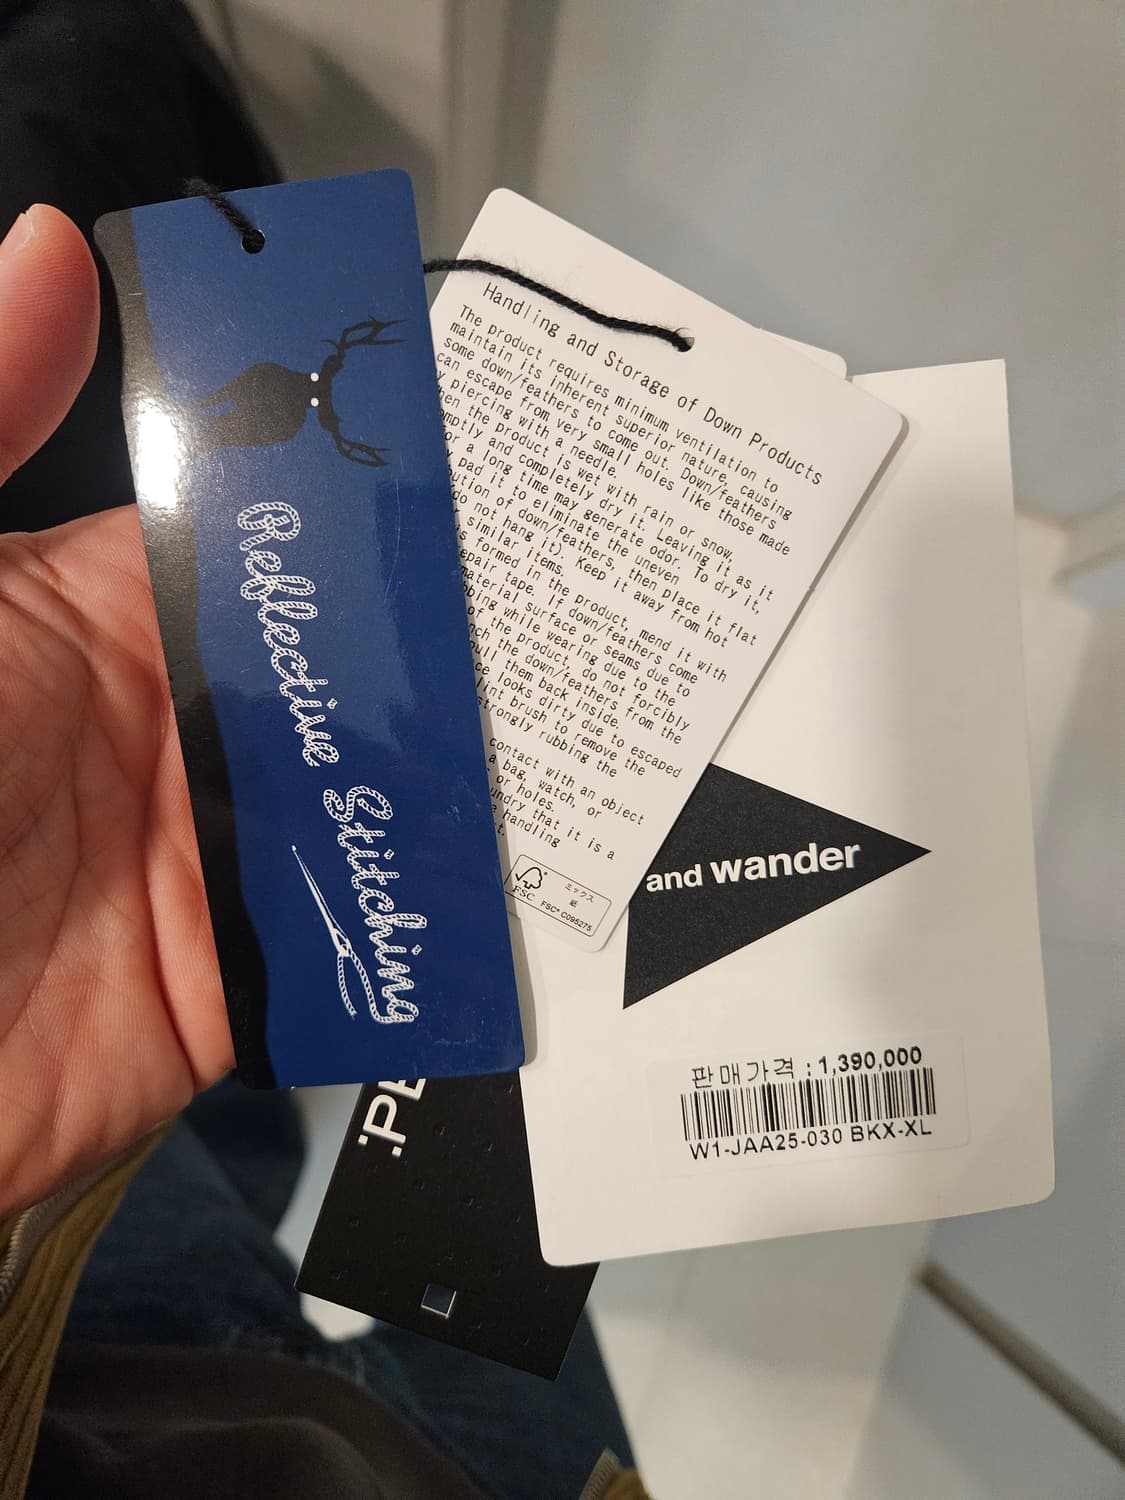 Reflective Stitching
Handling and Storage of Down Products
The product requires minimum ventilation to
maintain its inherent superior nature, causing
some down/feathers to come out. Down/feathers
can escape from very small holes like those made
piercing with a needle.
the product is wet with rain or snow,
and completely dry it. Leaving it as it
a long time may generate odor. To dry it,
pad it to eliminate the uneven
of down/feathers, then place it flat
do not hang it). Keep it away from hot
similar items.
formed in the product, mend it with
tape. If down/feathers come
material surface or seams due to
while wearing due to the
of the product, do not forcibly
the down/feathers from the
them back inside.
looks dirty due to escaped
lint brush to remove the
strongly rubbing the
contact with an object
a bag, watch, or
or holes.
that it is a
handling
FSC
ミックス
紙
FSC® C095275
and wander
판매가격 : 1,390,000
W1-JAA25-030 BKX-XL
d.